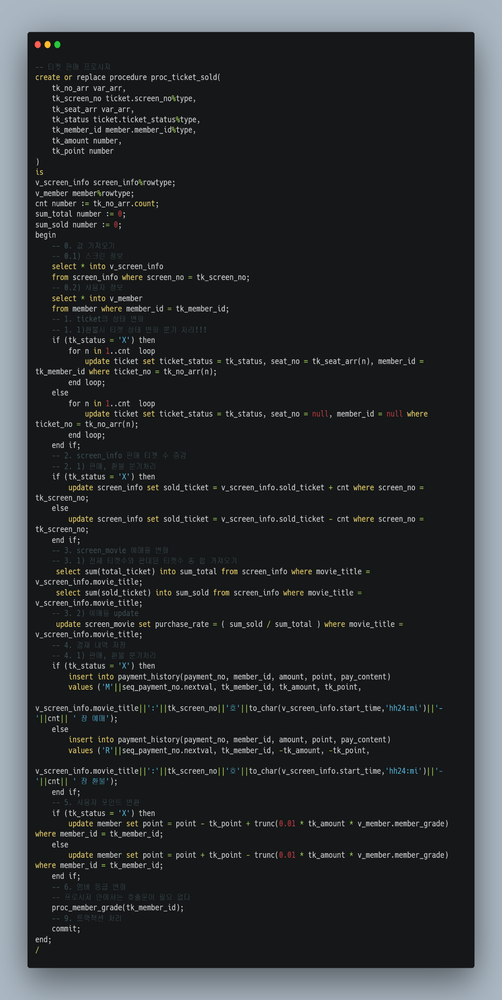 -- 티켓 판매 프로시져
create or replace procedure proc_ticket_sold(
    tk_no_arr var_arr,
    tk_screen_no ticket.screen_no%type,
    tk_seat_arr var_arr,
    tk_status ticket.ticket_status%type,
    tk_member_id member.member_id%type,
    tk_amount number,
    tk_point number
)
is
v_screen_info screen_info%rowtype;
v_member member%rowtype;
cnt number := tk_no_arr.count;
sum_total number := 0;
sum_sold number := 0;
begin
    -- 0. 값 가져오기
    -- 0.1) 스크린 정보
    select * into v_screen_info
    from screen_info where screen_no = tk_screen_no;
    -- 0.2) 사용자 정보
    select * into v_member
    from member where member_id = tk_member_id;
    -- 1. ticket의 상태 변화
    -- 1. 1)환불시 티켓 상태 변화 분기 처리!!!
    if (tk_status = 'X') then
        for n in 1..cnt  loop
            update ticket set ticket_status = tk_status, seat_no = tk_seat_arr(n), member_id =
tk_member_id where ticket_no = tk_no_arr(n);
        end loop;
    else
        for n in 1..cnt  loop
            update ticket set ticket_status = tk_status, seat_no = null, member_id = null where
ticket_no = tk_no_arr(n);
        end loop;
    end if;
    -- 2. screen_info 판매 티켓 수 증감
    -- 2. 1) 판매, 환불 분기처리
    if (tk_status = 'X') then
        update screen_info set sold_ticket = v_screen_info.sold_ticket + cnt where screen_no =
tk_screen_no;
    else
        update screen_info set sold_ticket = v_screen_info.sold_ticket - cnt where screen_no =
tk_screen_no;
    end if;
    -- 3. screen_movie 예매율 변화
    -- 3. 1) 전체 티켓수와 판대된 티켓수 총 합 가져오기
     select sum(total_ticket) into sum_total from screen_info where movie_title =
v_screen_info.movie_title;
     select sum(sold_ticket) into sum_sold from screen_info where movie_title =
v_screen_info.movie_title;
    -- 3. 2) 예매율 update
     update screen_movie set purchase_rate = ( sum_sold / sum_total ) where movie_title =
v_screen_info.movie_title;
    -- 4. 결재 내역 저장
    -- 4. 1) 판매, 환불 분기처리
    if (tk_status = 'X') then
        insert into payment_history(payment_no, member_id, amount, point, pay_content)
        values ('M'||seq_payment_no.nextval, tk_member_id, tk_amount, tk_point,
v_screen_info.movie_title||':'||tk_screen_no||'호'||to_char(v_screen_info.start_time,'hh24:mi')||'-
'||cnt|| ' 장 예매');
    else
        insert into payment_history(payment_no, member_id, amount, point, pay_content)
        values ('R'||seq_payment_no.nextval, tk_member_id, -tk_amount, -tk_point,
v_screen_info.movie_title||':'||tk_screen_no||'호'||to_char(v_screen_info.start_time,'hh24:mi')||'-
'||cnt|| ' 장 환불');
    end if;
    -- 5. 사용자 포인트 변환
    if (tk_status = 'X') then
        update member set point = point - tk_point + trunc(0.01 * tk_amount * v_member.member_grade)
where member_id = tk_member_id;
    else
        update member set point = point + tk_point - trunc(0.01 * tk_amount * v_member.member_grade)
where member_id = tk_member_id;
    end if;
    -- 6. 멤버 등급 변화
    -- 프로시저 안에서는 호출문이 필요 없다
    proc_member_grade(tk_member_id);
    -- 9. 트랙잭션 처리
    commit;
end;
/